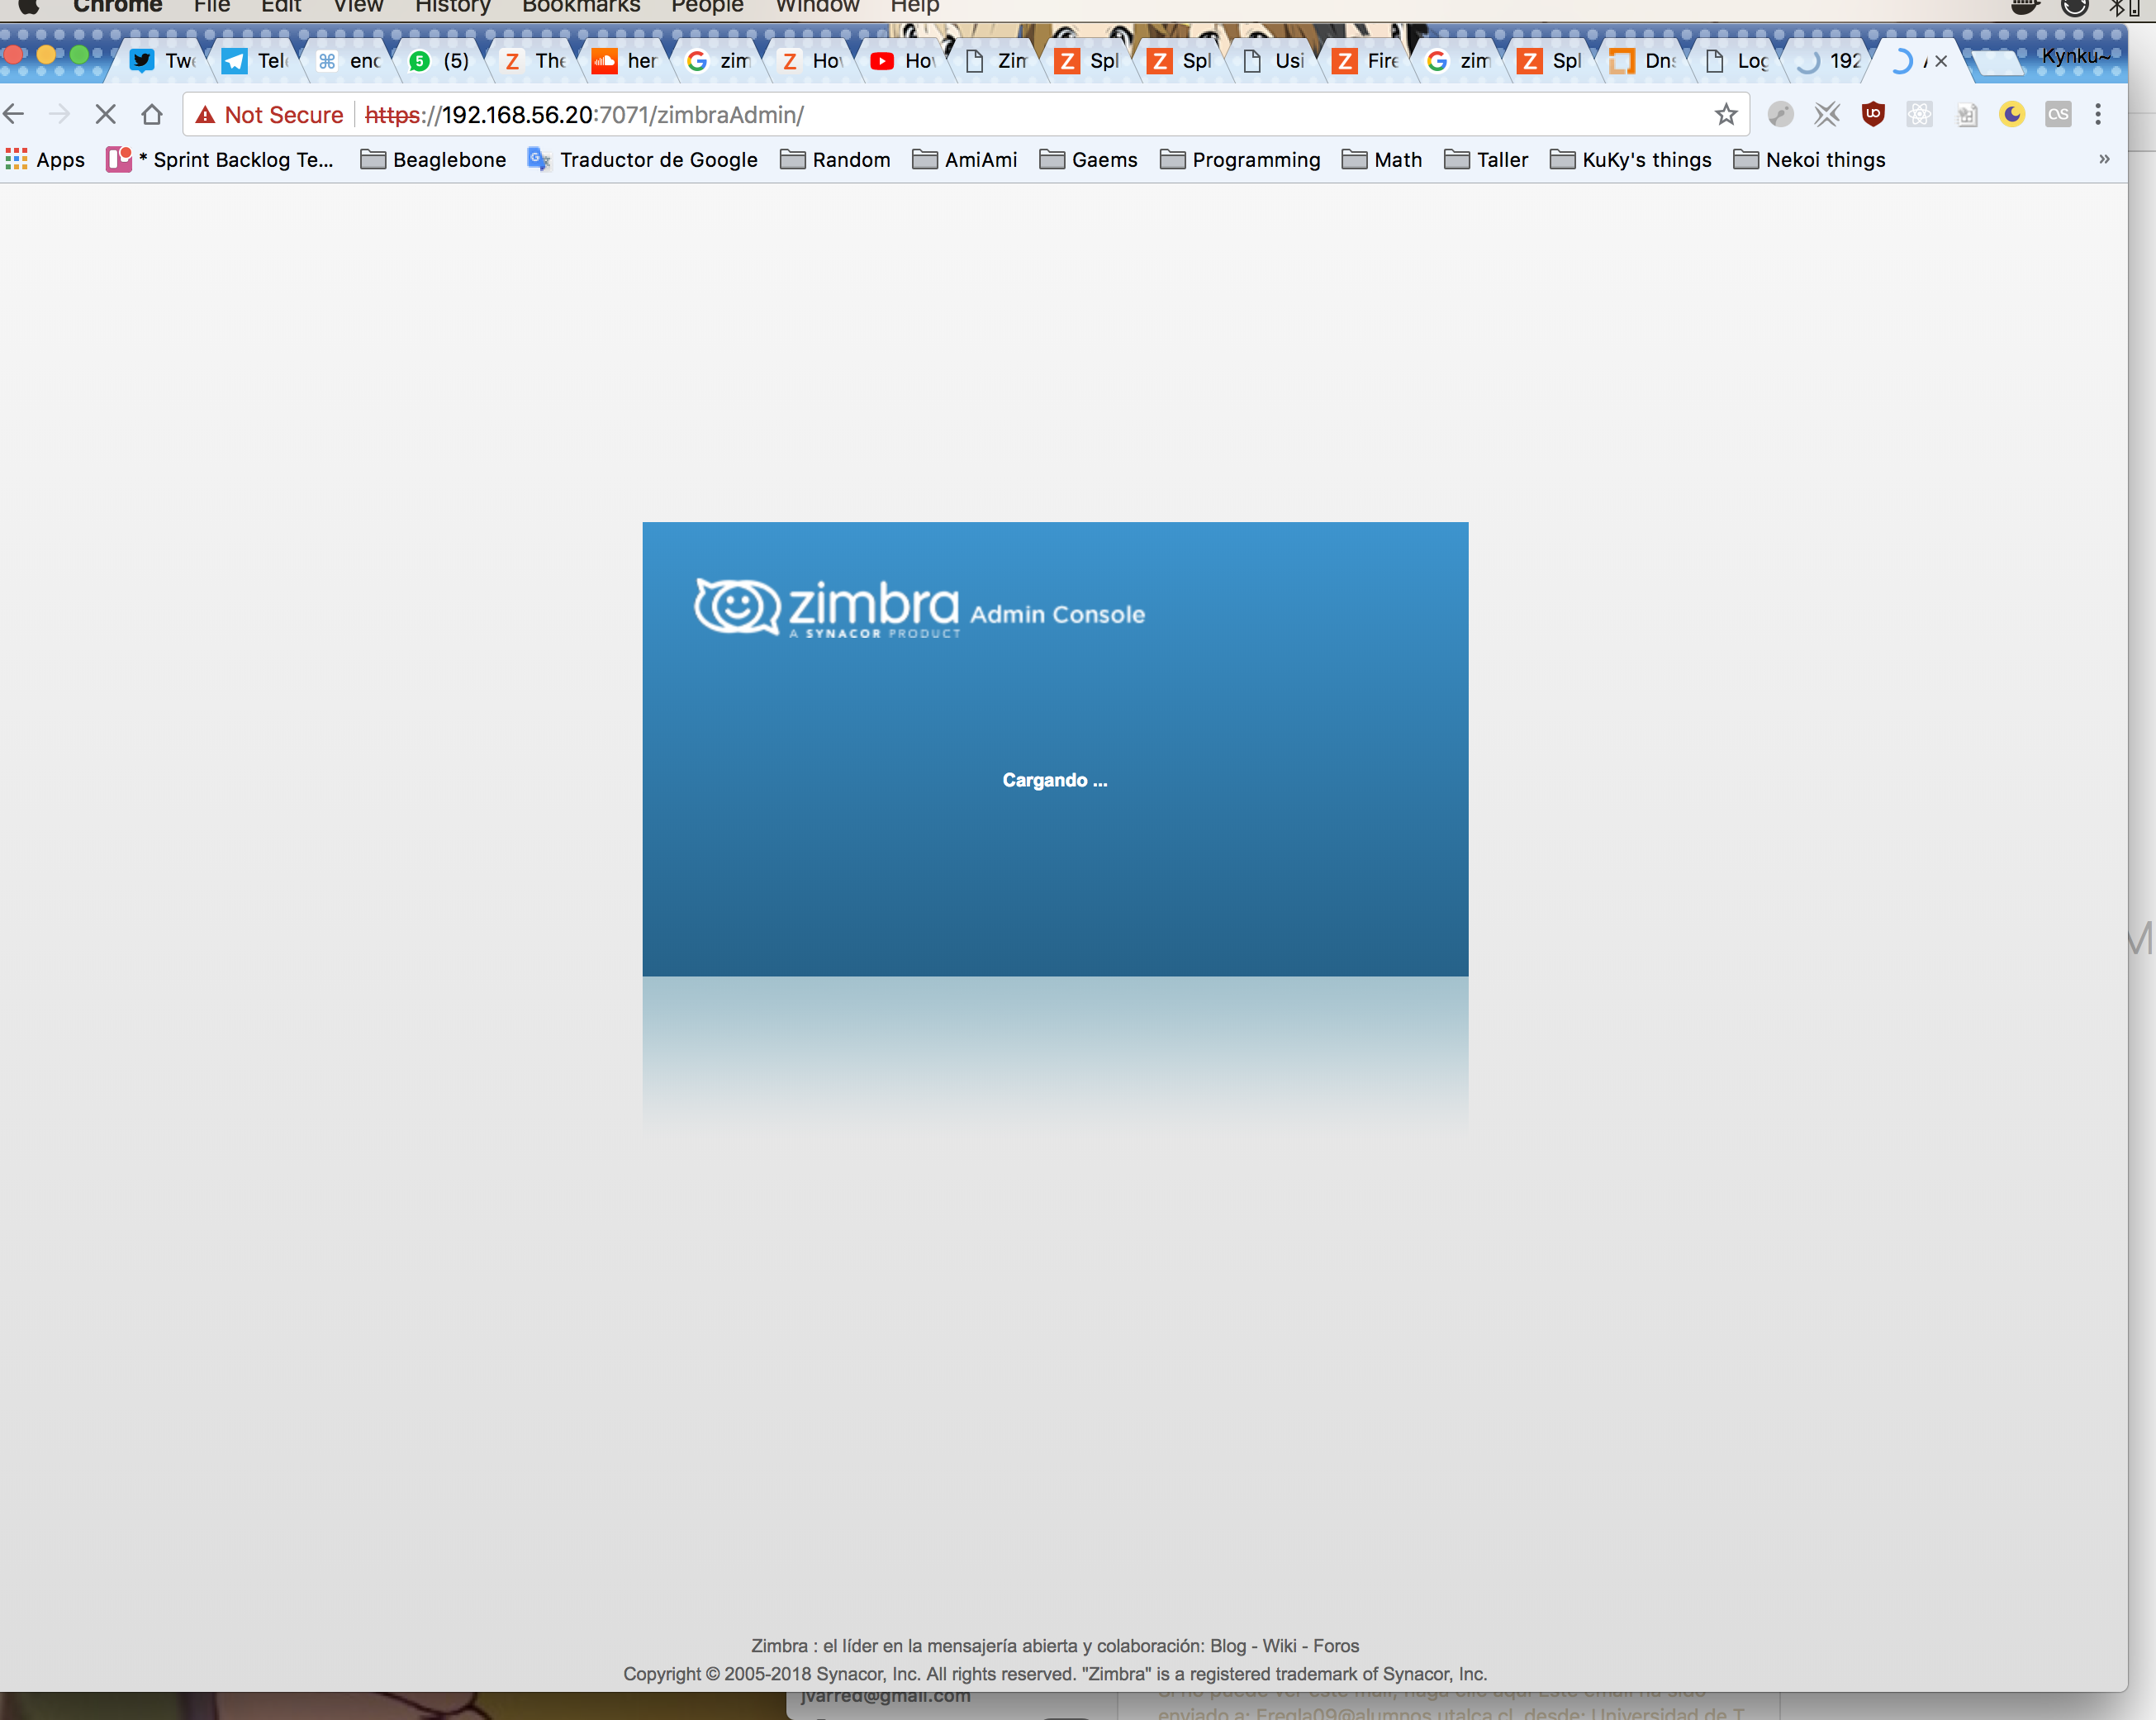 Chrome File Edit View History Bookmarks People Window Help
Twe Tel enc 5 (5) The her zim Ho Ho Zim Spl Spl Usi Fire zim Spl Dns Log 192 Kynku~
Not Secure https://192.168.56.20:7071/zimbraAdmin/
Apps * Sprint Backlog Te... Beaglebone Traductor de Google Random AmiAmi Gaems Programming Math Taller KuKy's things Nekoi things »
zimbra Admin Console
A SYNACOR PRODUCT
Cargando ...
M
Zimbra : el líder en la mensajería abierta y colaboración: Blog - Wiki - Foros
Copyright © 2005-2018 Synacor, Inc. All rights reserved. "Zimbra" is a registered trademark of Synacor, Inc.
jvarred@gmail.com
enviado a: Eregla09@alumnos.utalca.cl, desde: Universidad de T